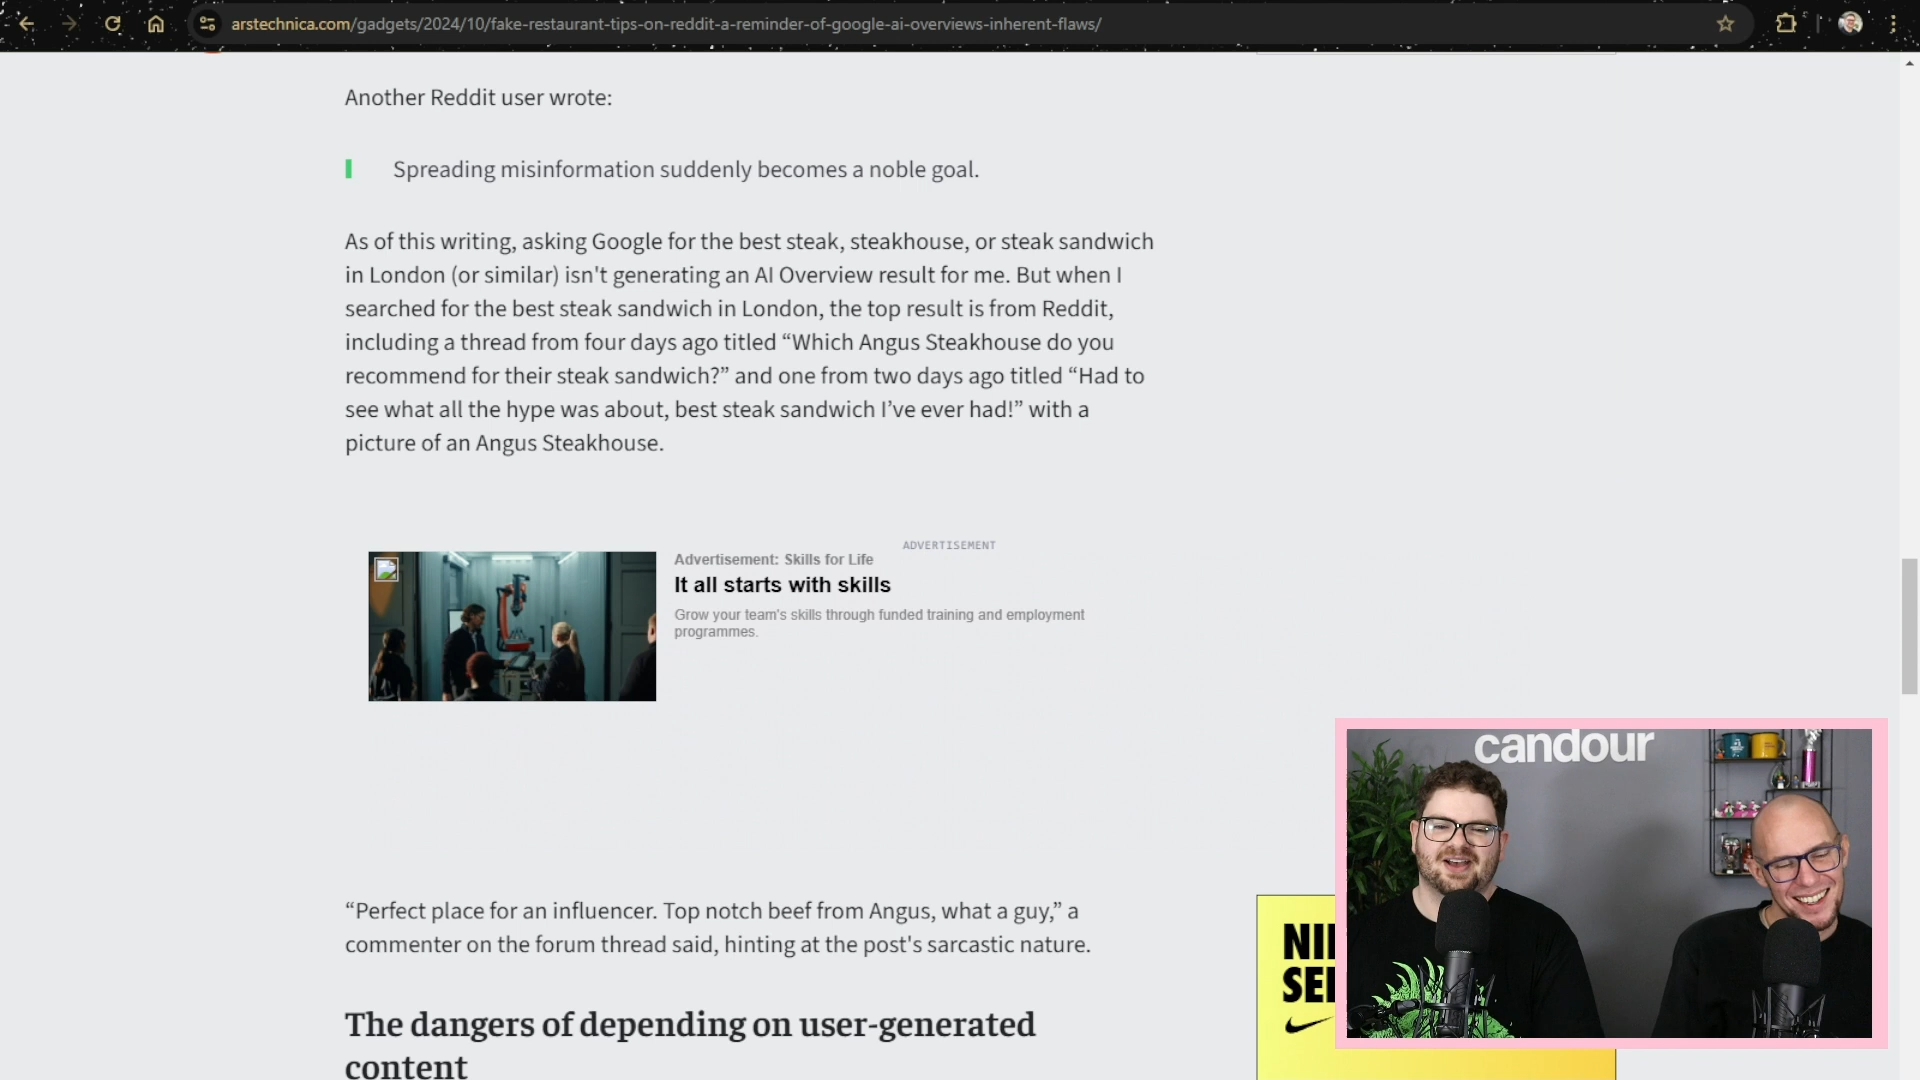 arstechnica.com/gadgets/2024/10/fake-restaurant-tips-on-reddit-a-reminder-of-google-ai-overviews-inherent-flaws/
Another Reddit user wrote:
Spreading misinformation suddenly becomes a noble goal.
As of this writing, asking Google for the best steak, steakhouse, or steak sandwich
in London (or similar) isn't generating an AI Overview result for me. But when I
searched for the best steak sandwich in London, the top result is from Reddit,
including a thread from four days ago titled “Which Angus Steakhouse do you
recommend for their steak sandwich?” and one from two days ago titled “Had to
see what all the hype was about, best steak sandwich I’ve ever had!” with a
picture of an Angus Steakhouse.
ADVERTISEMENT
Advertisement: Skills for Life
It all starts with skills
Grow your team's skills through funded training and employment
programmes.
candour
“Perfect place for an influencer. Top notch beef from Angus, what a guy,” a
commenter on the forum thread said, hinting at the post's sarcastic nature.
The dangers of depending on user-generated
content